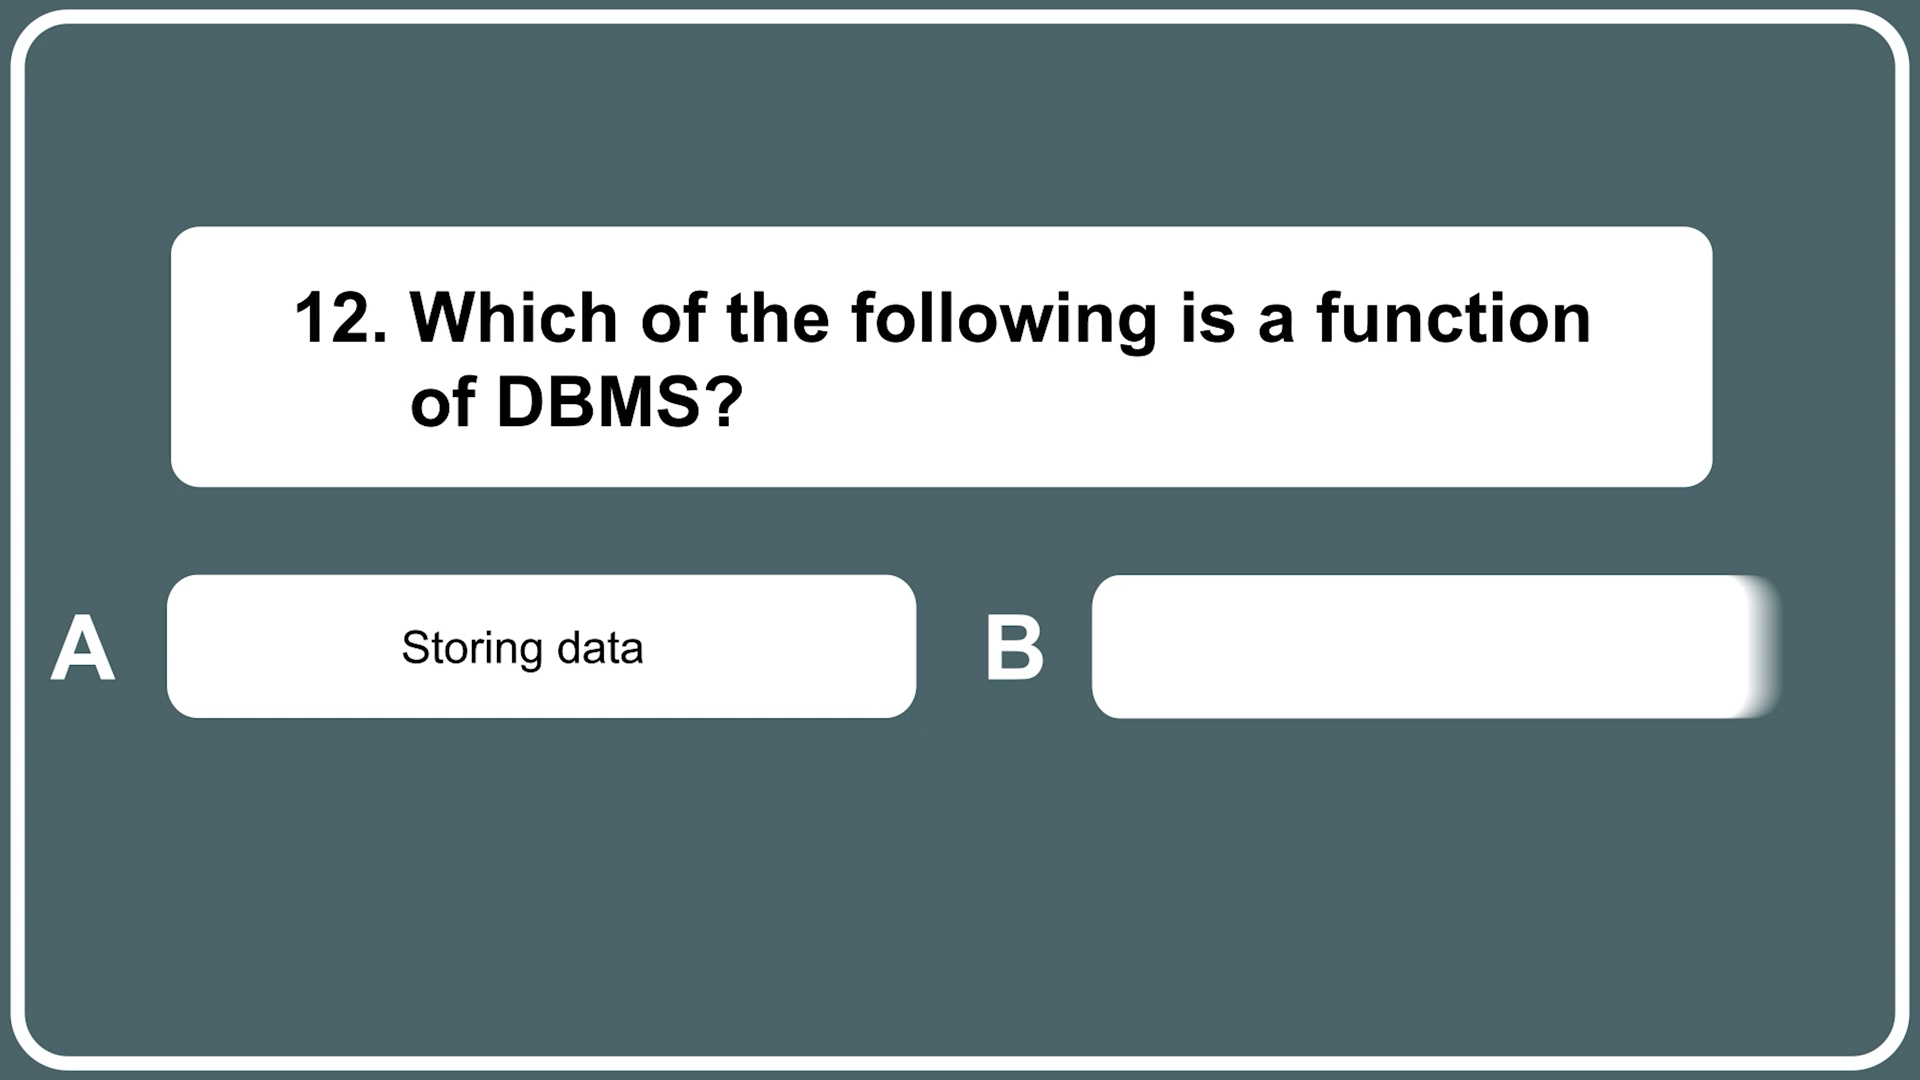 12. Which of the following is a function
of DBMS?
A Storing data B